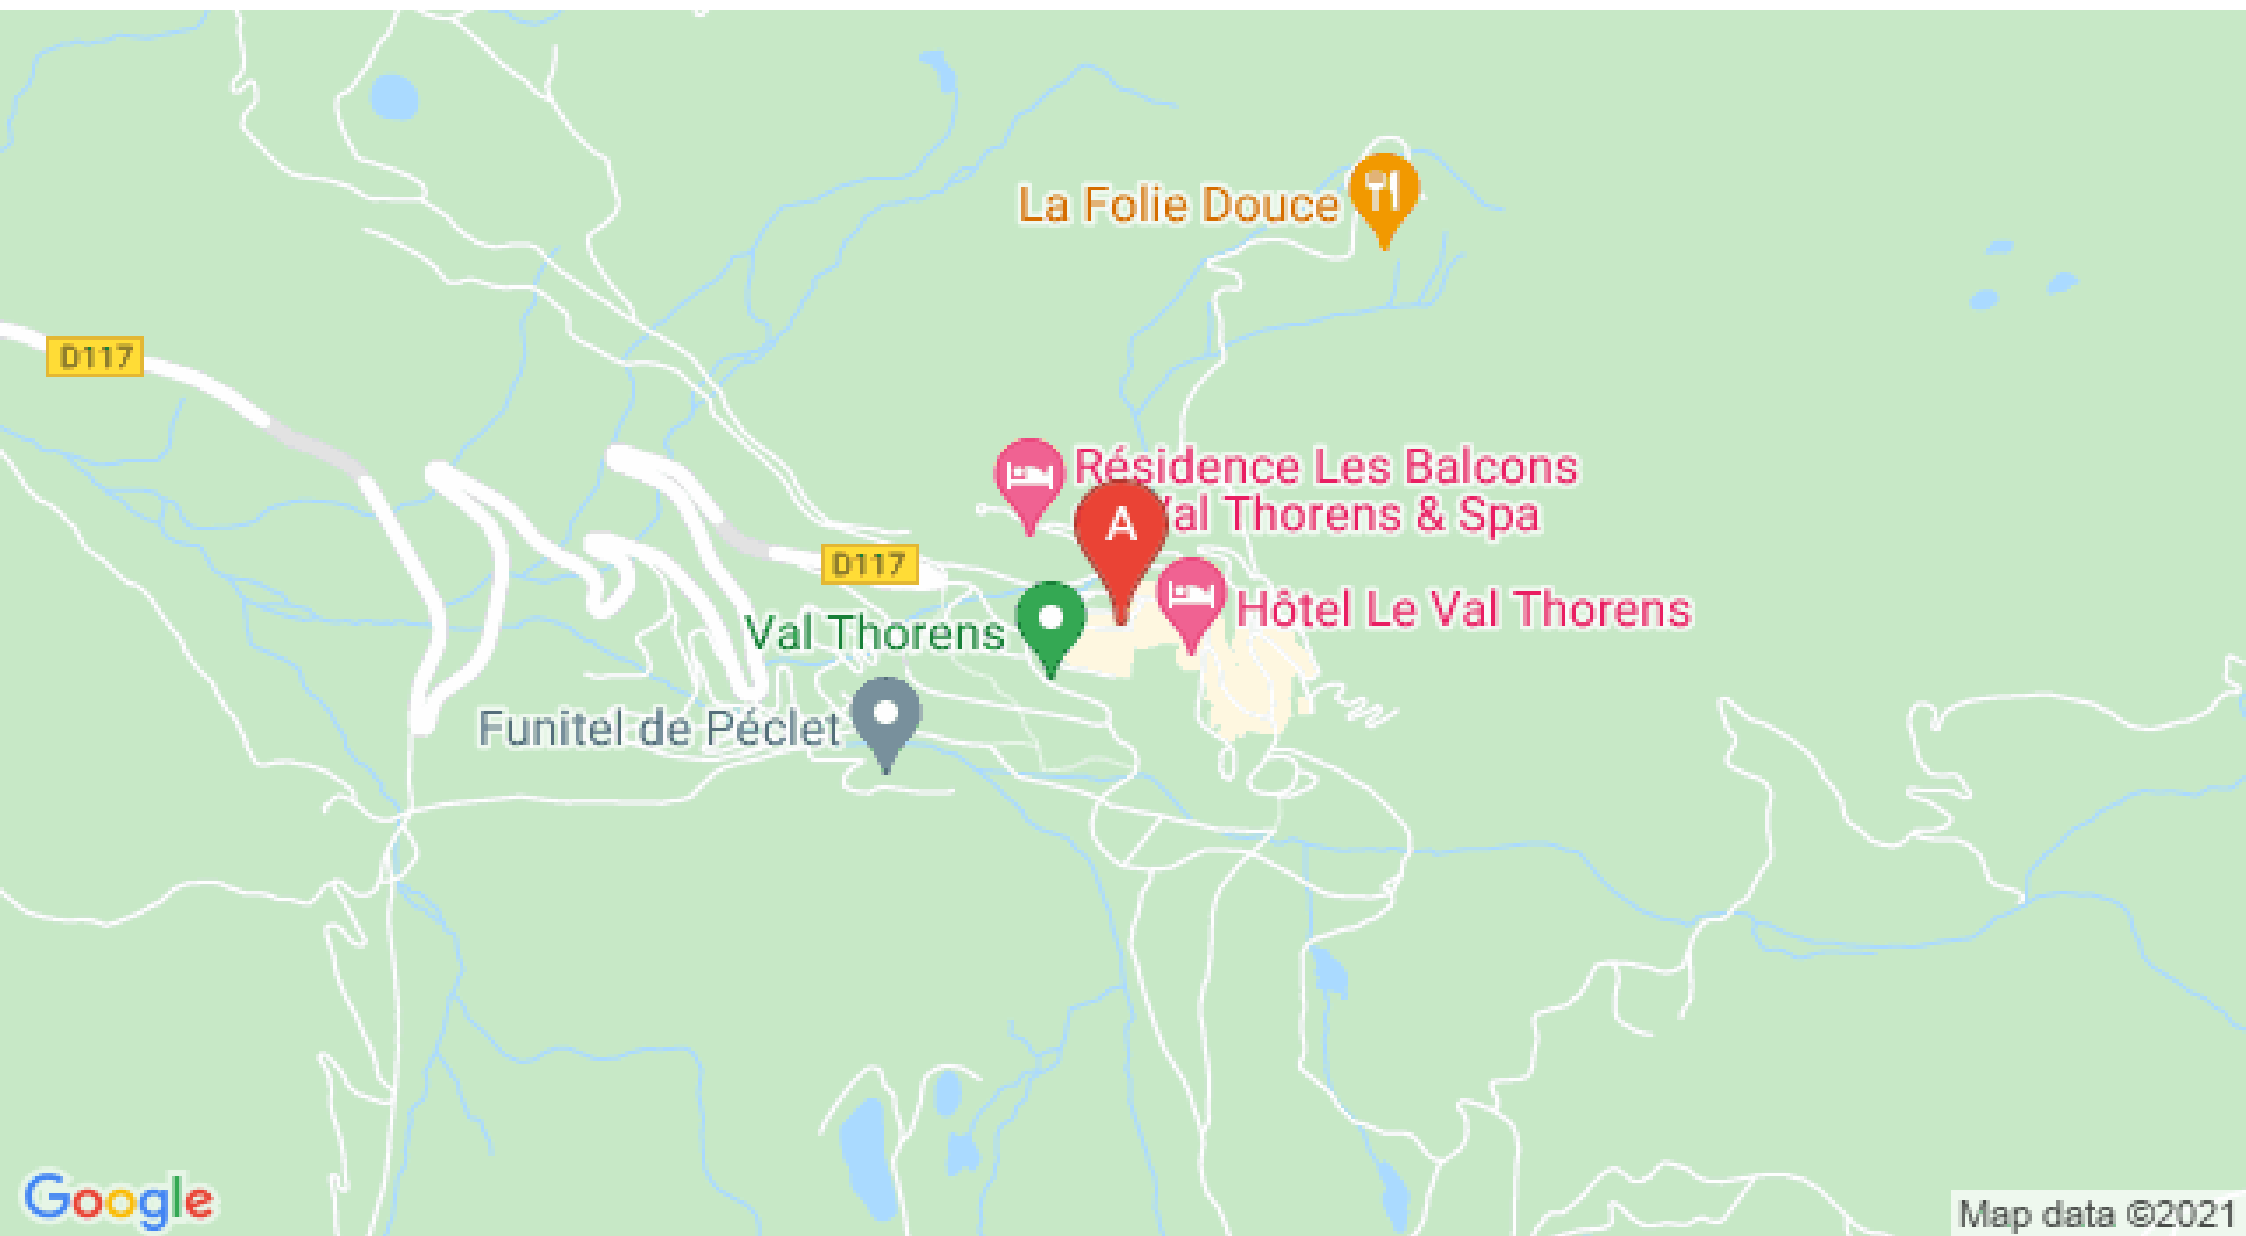 La Folie Douce
D117
Résidence Les Balcons
Val Thorens & Spa
A
D117
Hôtel Le Val Thorens
Val Thorens
Funitel de Péclet
Google
Map data ©2021